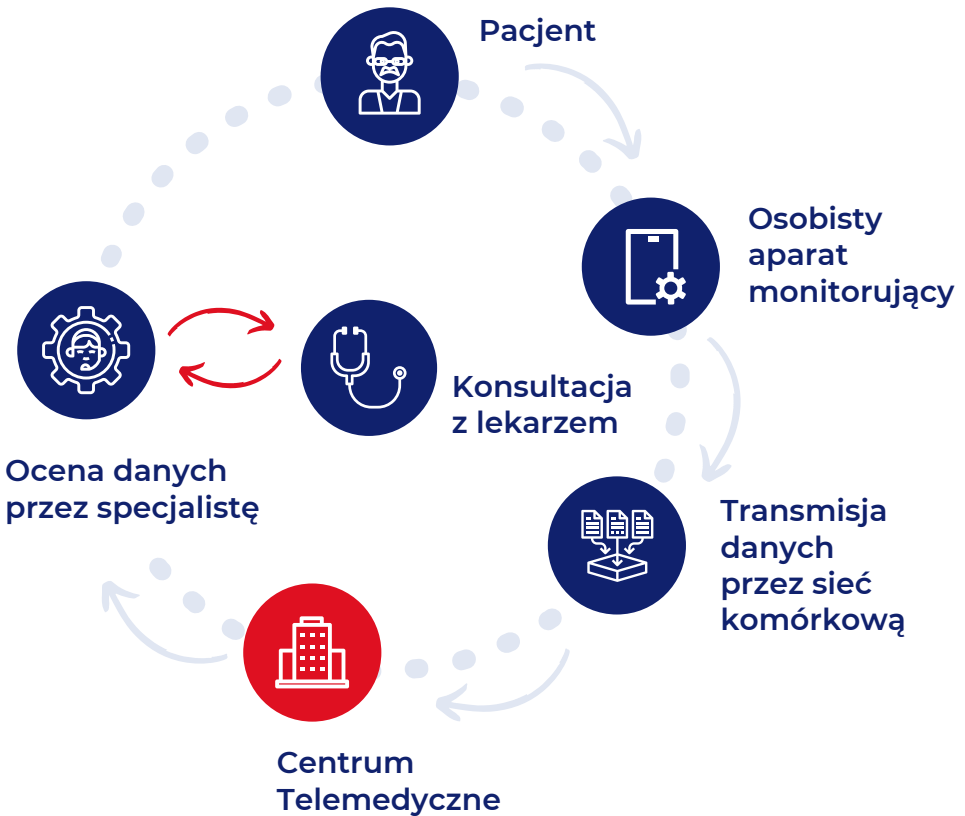 Pacjent
Osobisty
aparat
monitorujący
Konsultacja
z lekarzem
Ocena danych
przez specjalistę
Transmisja
danych
przez sieć
komórkową
Centrum
Telemedyczne